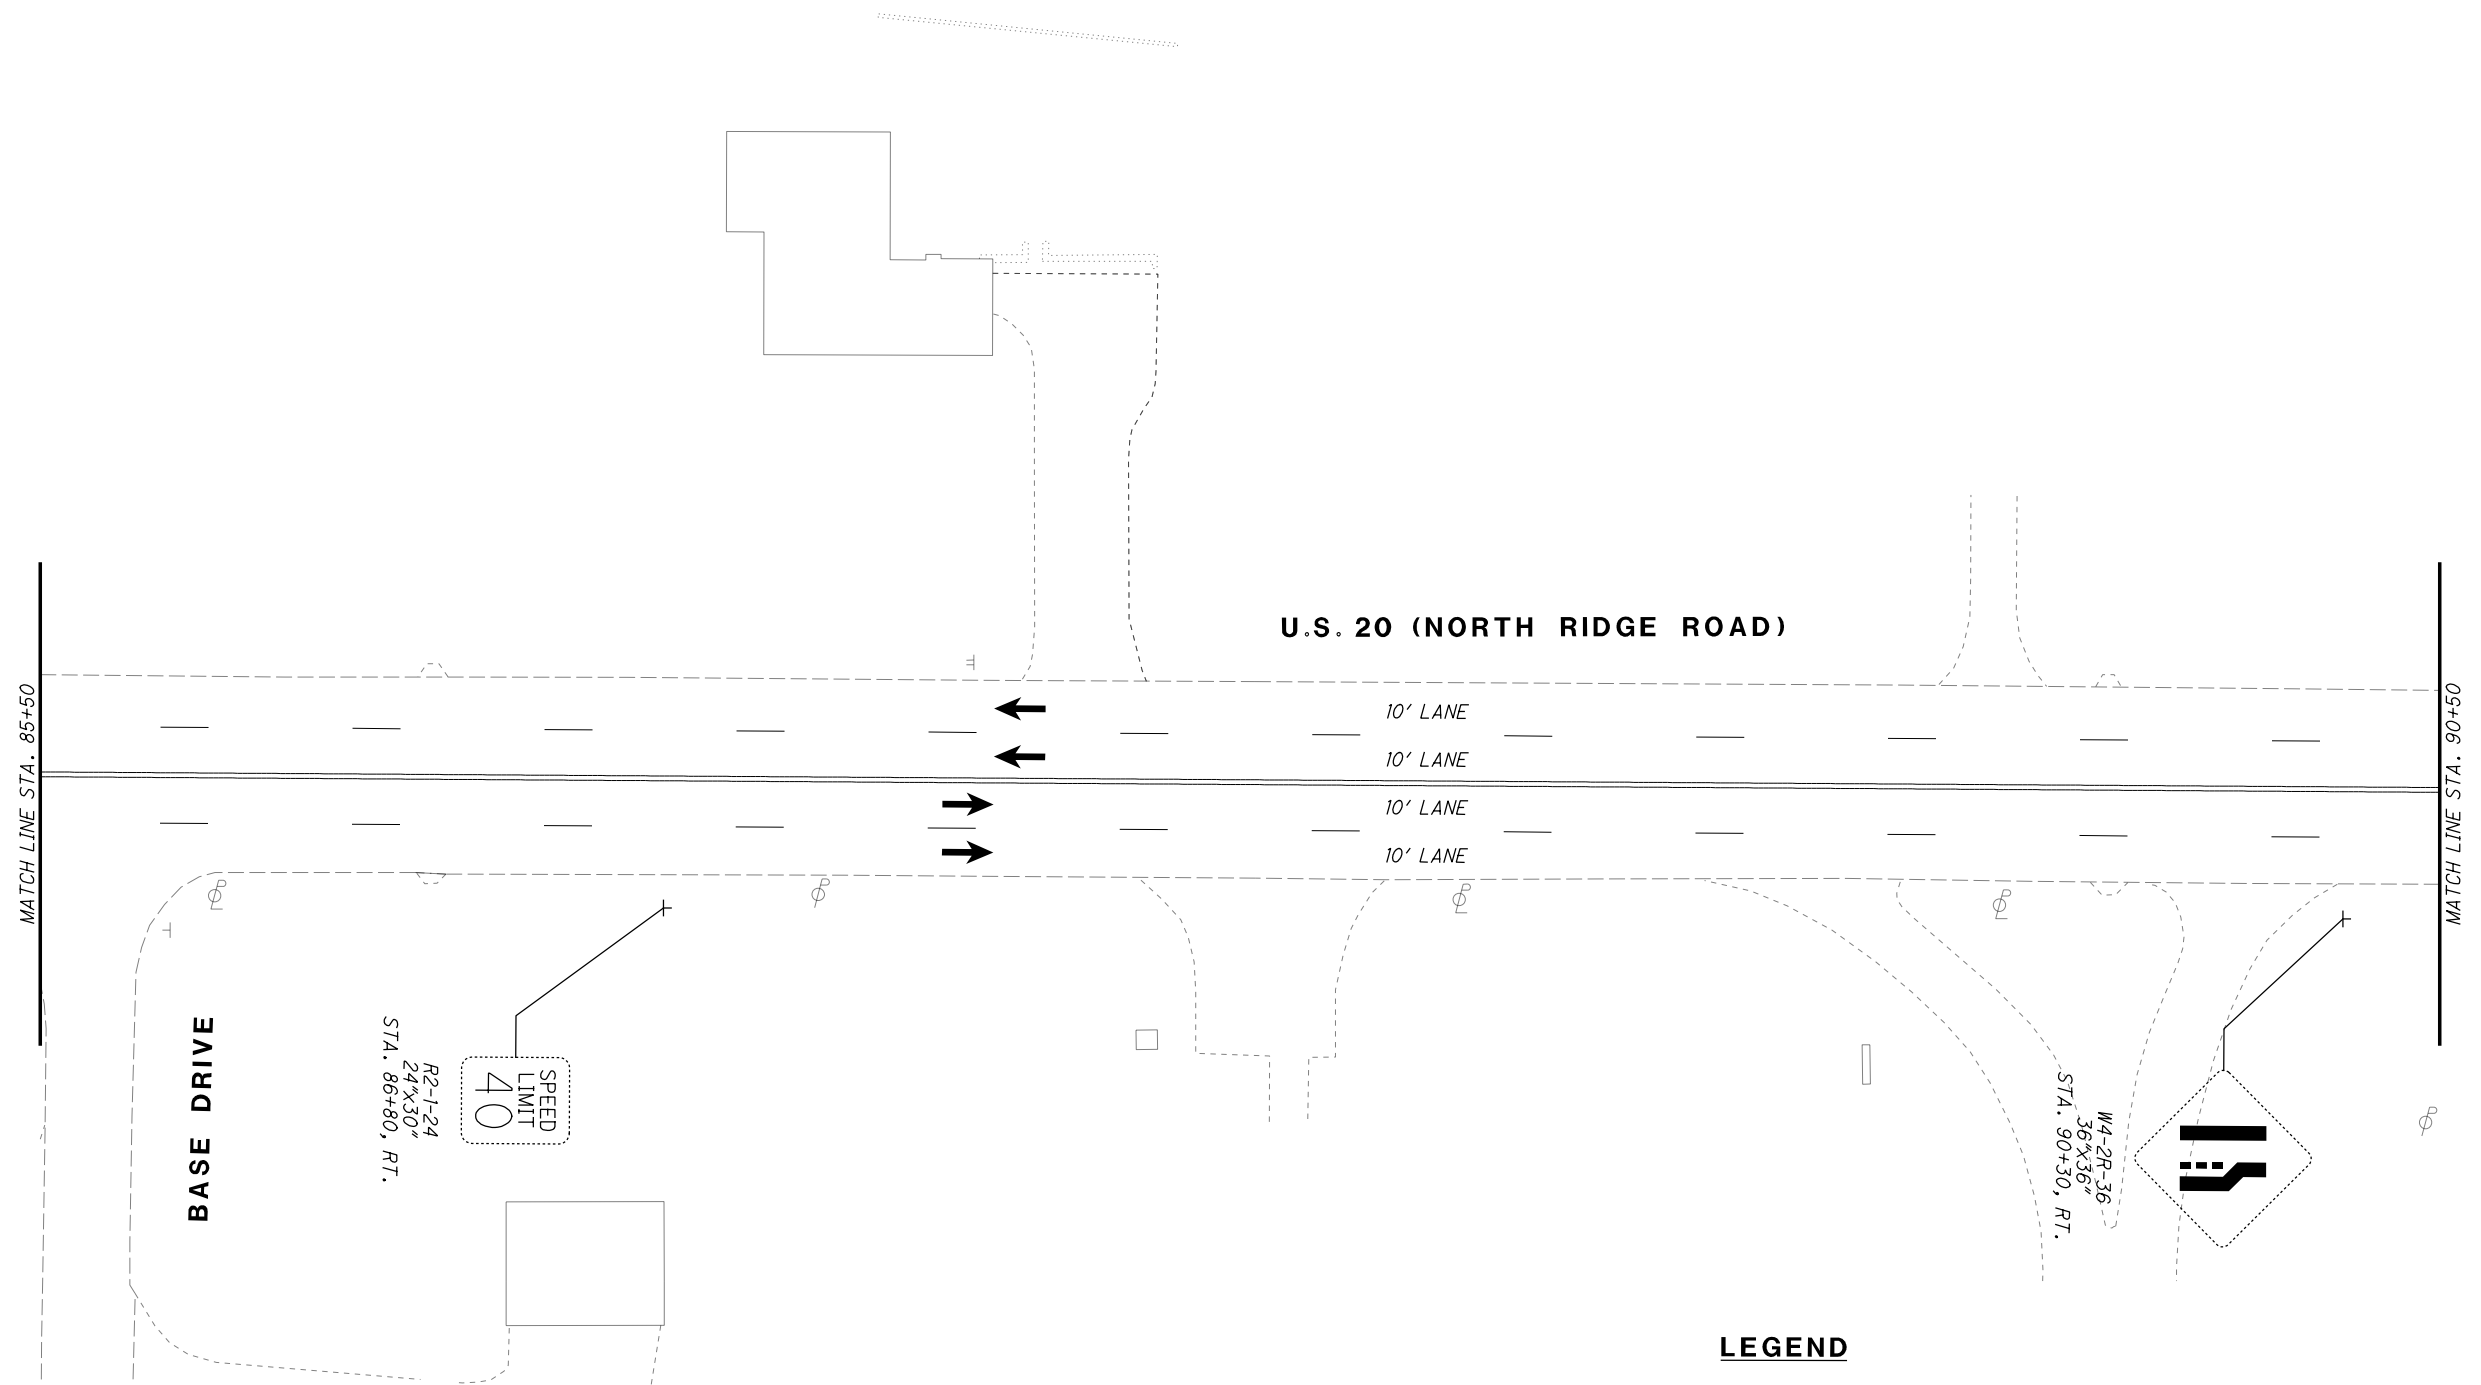 U.S. 20 (NORTH RIDGE ROAD)
MATCH LINE STA. 85+50
MATCH LINE STA. 90+50
10' LANE
10' LANE
10' LANE
10' LANE
BASE DRIVE
R2-1-24
24"x30"
STA. 86+80, RT.
SPEED
LIMIT
40
W4-2R-36
36"x36"
STA. 90+30, RT.
LEGEND